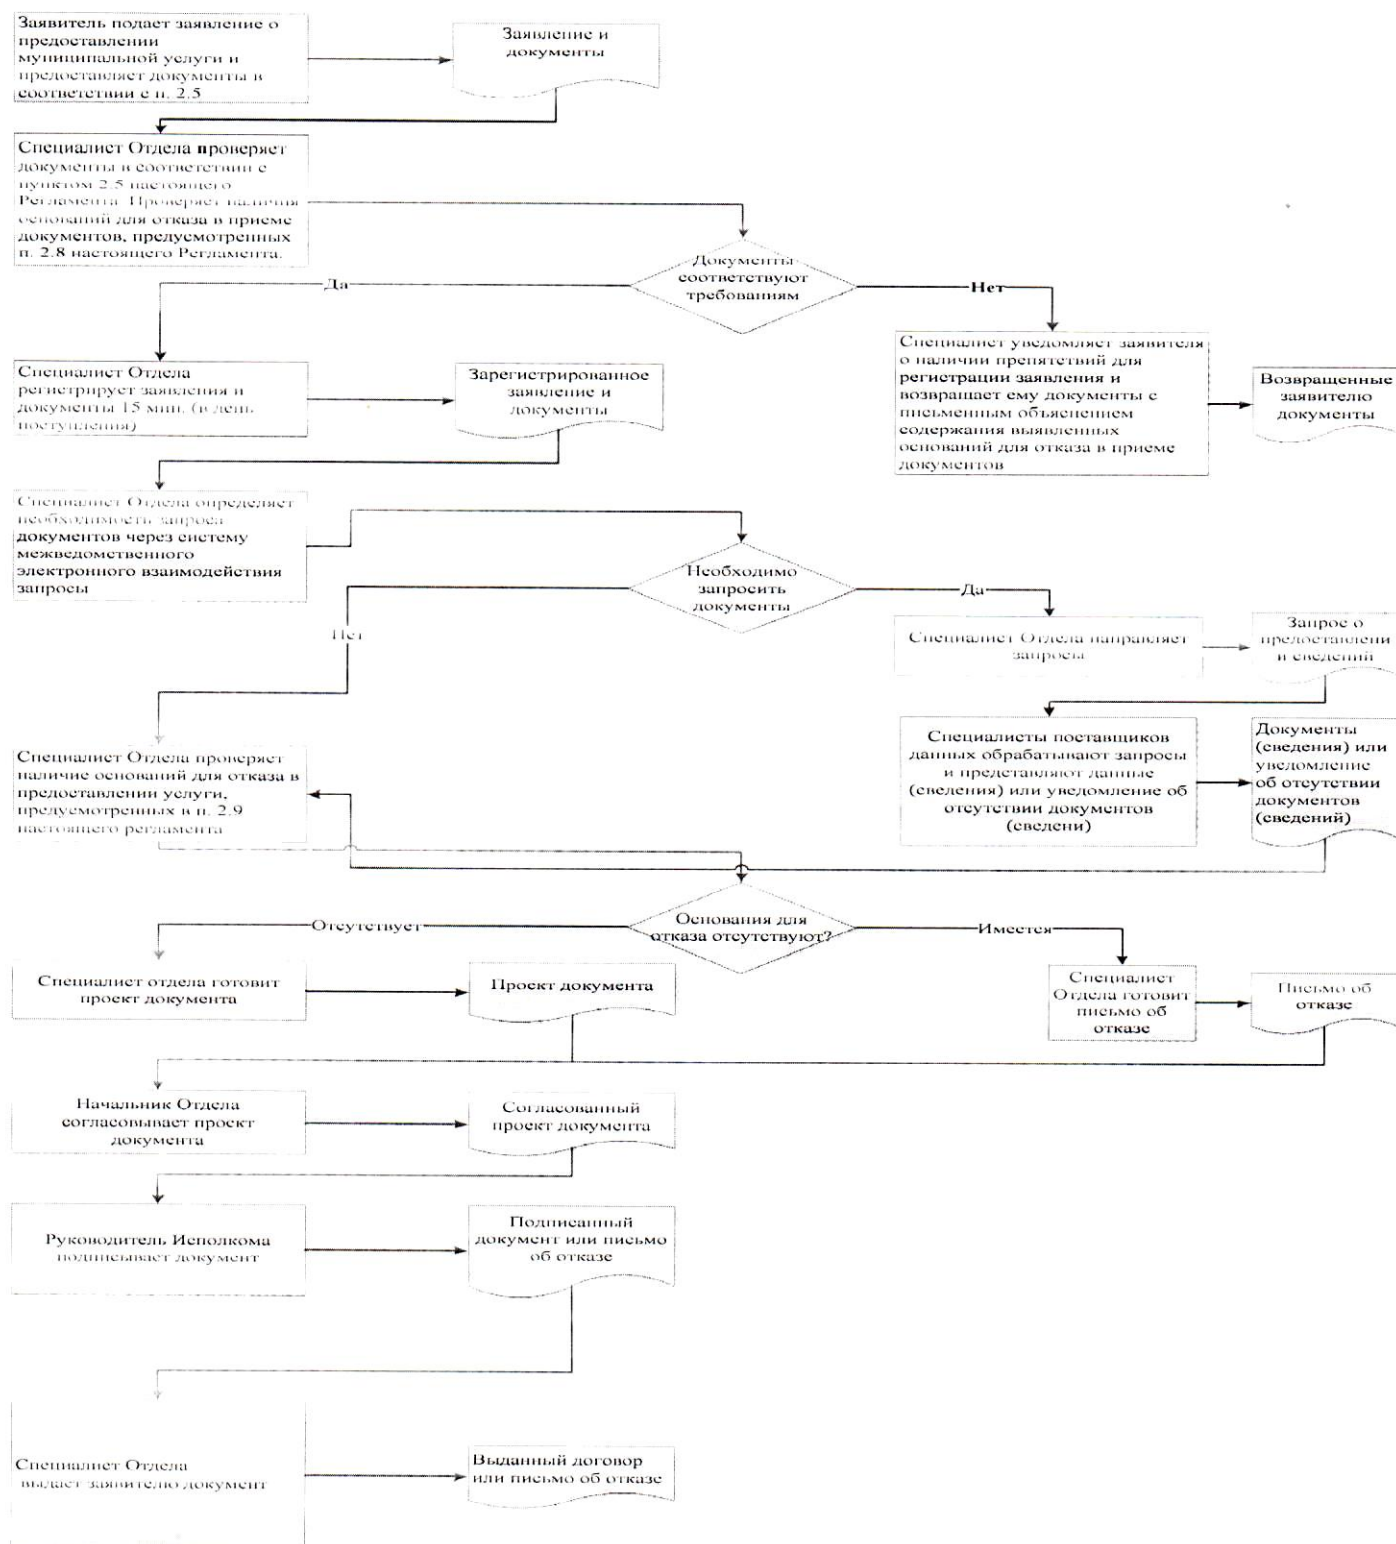 Заявитель подает заявление о
предоставлении
муниципальной услуги и
предоставляет документы в
соответствии с п. 2.5
Заявление и
документы
Специалист Отдела проверяет
документы в соответствии с
пунктом 2.5 настоящего
Регламента. Проверяет наличия
оснований для отказа в приеме
документов, предусмотренных
п. 2.8 настоящего Регламента.
Документы
соответствуют
требованиям
Да
Нет
Специалист Отдела
регистрирует заявления и
документы 15 мин. (в день
поступления)
Зарегистрированное
заявление и
документы
Специалист уведомляет заявителя
о наличии препятствий для
регистрации заявления и
возвращает ему документы с
письменным объяснением
содержания выявленных
оснований для отказа в приеме
документов
Возвращенные
заявителю
документы
Специалист Отдела определяет
необходимость запроса
документов через систему
межведомственного
электронного взаимодействия
запросы
Необходимо
запросить
документы
Да
Нет
Специалист Отдела направляет
запросы
Запрос о
предоставлени
и сведений
Специалисты поставщиков
данных обрабатывают запросы
и представляют данные
(сведения) или уведомление об
отсутствии документов
(сведени)
Документы
(сведения) или
уведомление
об отсутствии
документов
(сведений)
Специалист Отдела проверяет
наличие оснований для отказа в
предоставлении услуги,
предусмотренных в п. 2.9
настоящего регламента
Основания для
отказа отсутствуют?
Отсутствует
Имеется
Специалист отдела готовит
проект документа
Проект документа
Специалист
Отдела готовит
письмо об
отказе
Письмо об
отказе
Начальник Отдела
согласовывает проект
документа
Согласованный
проект документа
Руководитель Исполкома
подписывает документ
Подписанный
документ или письмо
об отказе
Специалист Отдела
выдаст заявителю документ
Выданный договор
или письмо об отказе